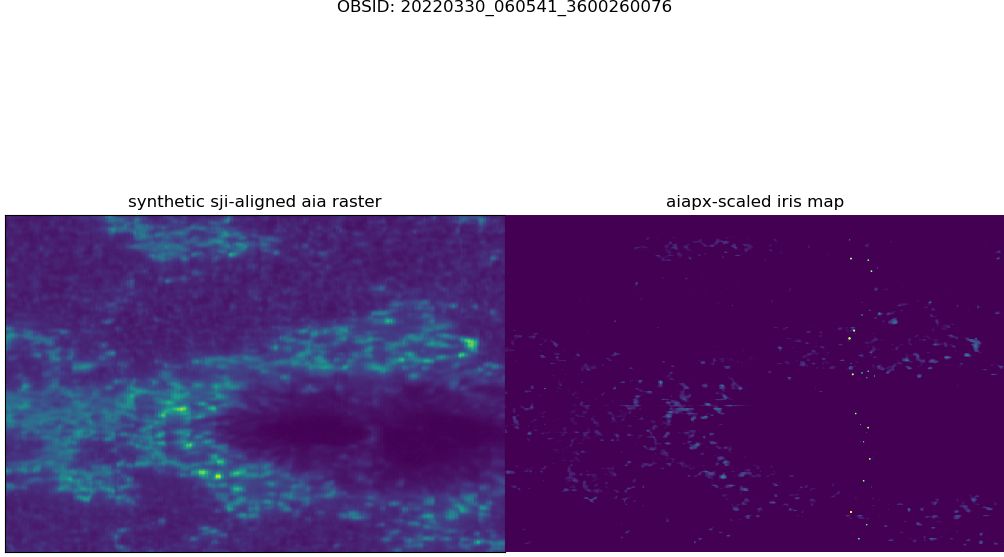 OBSID: 20220330_060541_3600260076
synthetic sji-aligned aia raster
aiapx-scaled iris map